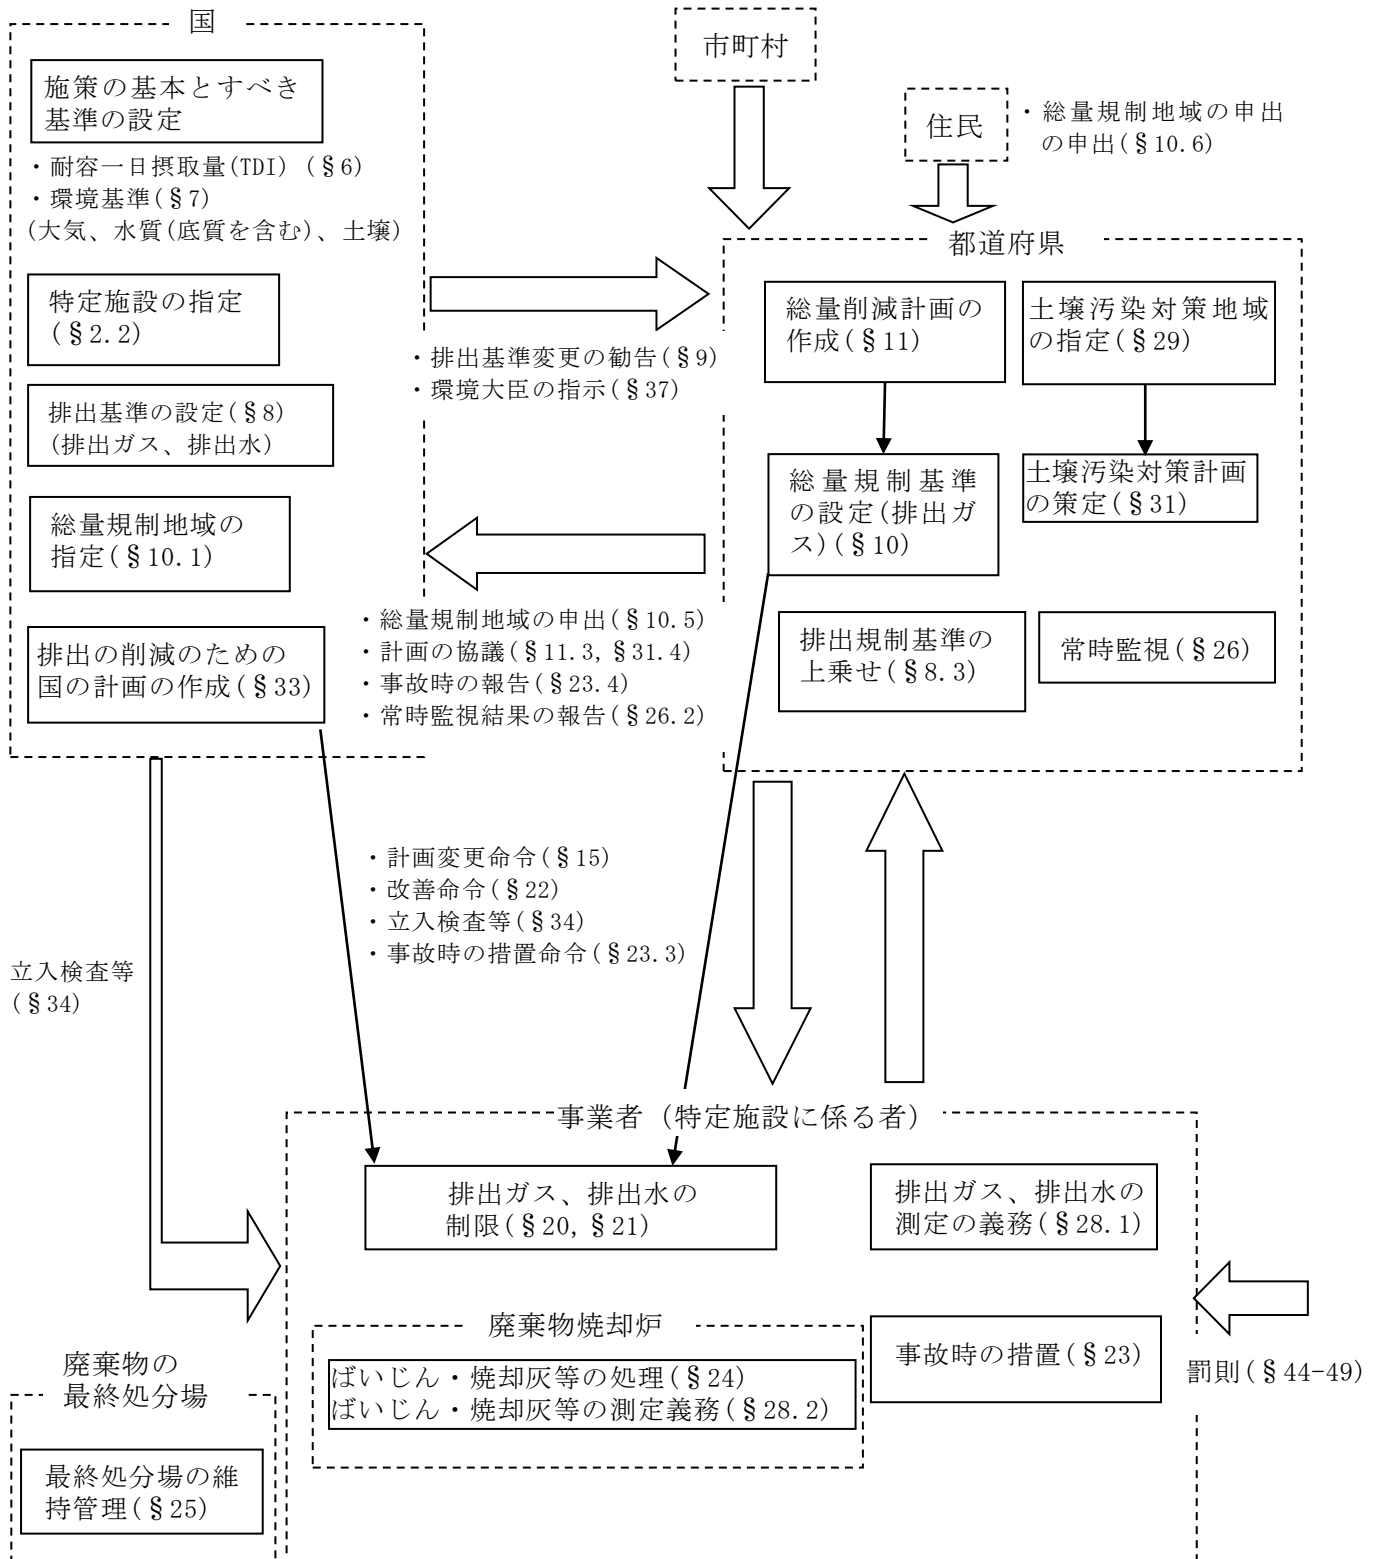 国
施策の基本とすべき
基準の設定
・耐容一日摂取量(TDI) (§6)
・環境基準(§7)
(大気、水質(底質を含む)、土壌)
特定施設の指定
(§2.2)
排出基準の設定(§8)
(排出ガス、排出水)
総量規制地域の
指定(§10.1)
排出の削減のための
国の計画の作成(§33)
市町村
住民
・総量規制地域の申出
の申出(§10.6)
・排出基準変更の勧告(§9)
・環境大臣の指示(§37)
・総量規制地域の申出(§10.5)
・計画の協議(§11.3, §31.4)
・事故時の報告(§23.4)
・常時監視結果の報告(§26.2)
都道府県
総量削減計画の
作成(§11)
土壌汚染対策地域
の指定(§29)
総量規制基準
の設定(排出ガ
ス)(§10)
土壌汚染対策計画
の策定(§31)
排出規制基準の
上乗せ(§8.3)
常時監視(§26)
・計画変更命令(§15)
・改善命令(§22)
・立入検査等(§34)
・事故時の措置命令(§23.3)
立入検査等
(§34)
事業者（特定施設に係る者）
排出ガス、排出水の
制限(§20, §21)
排出ガス、排出水の
測定の義務(§28.1)
廃棄物焼却炉
ばいじん・焼却灰等の処理(§24)
ばいじん・焼却灰等の測定義務(§28.2)
事故時の措置(§23)
罰則(§44-49)
廃棄物の
最終処分場
最終処分場の維
持管理(§25)